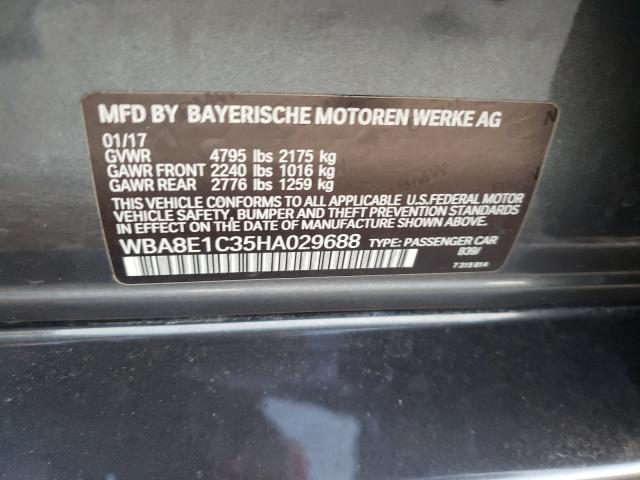 MFD BY BAYERISCHE MOTOREN WERKE AG
01/17
GVWR 4795 lbs 2175 kg
GAWR FRONT 2240 lbs 1016 kg
GAWR REAR 2776 lbs 1259 kg
THIS VEHICLE CONFORMS TO ALL APPLICABLE U.S.FEDERAL MOTOR
VEHICLE SAFETY, BUMPER AND THEFT PREVENTION STANDARDS
IN EFFECT ON THE DATE OF MANUFACTURE SHOWN ABOVE.
WBA8E1C35HA029688 TYPE: PASSENGER CAR
B39/
7315814